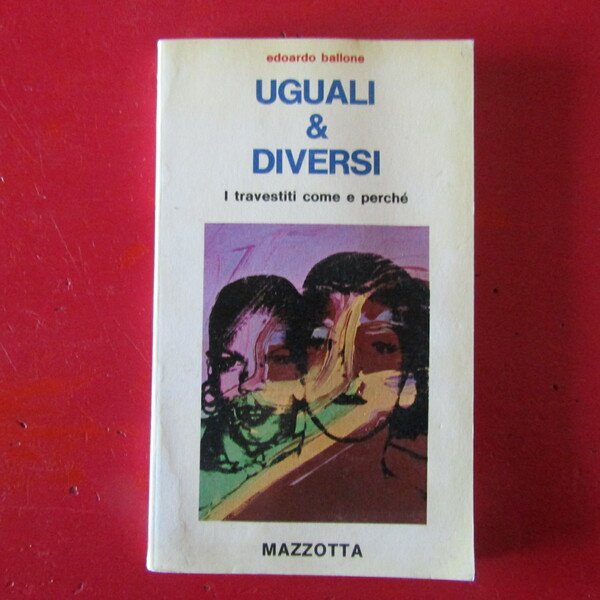 edoardo ballone
UGUALI
&
DIVERSI
I travestiti come e perché
MAZZOTTA